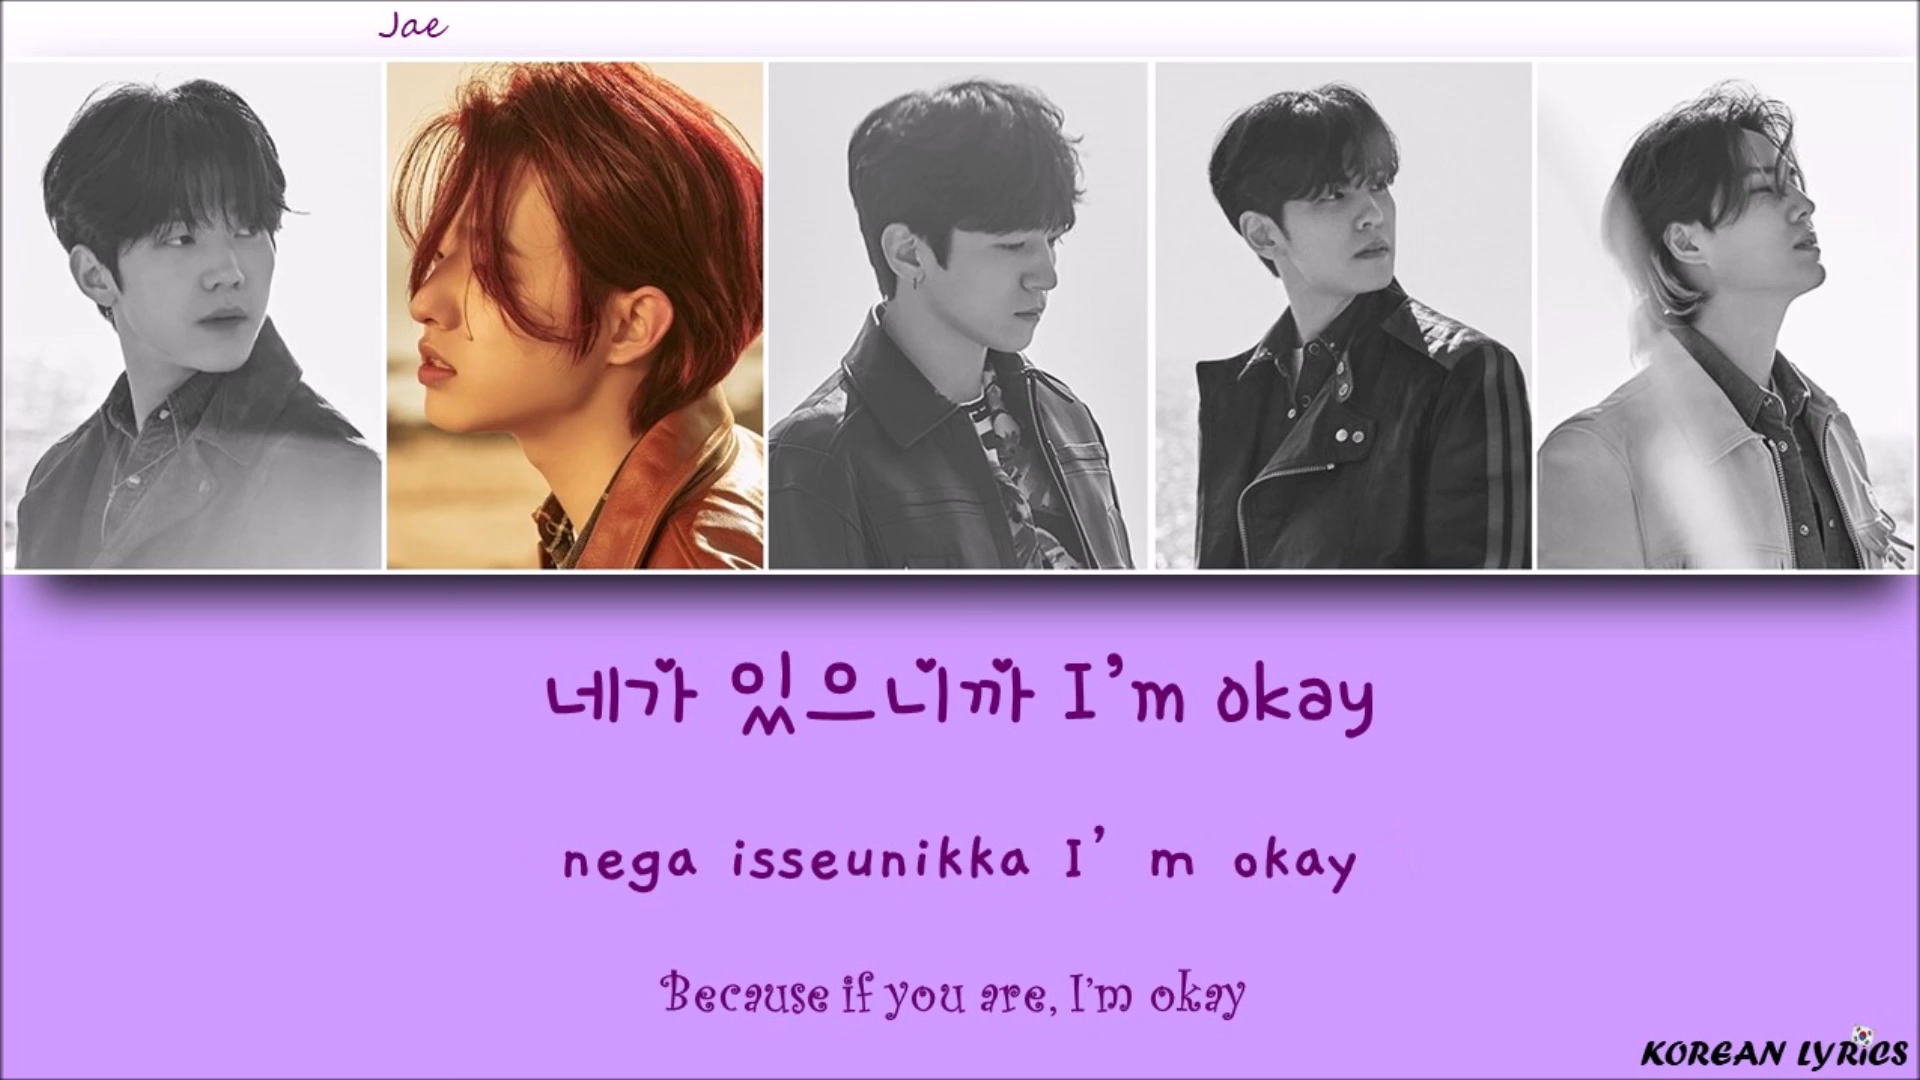 Jae
네가 있으니까 I'm okay
nega isseunikka I' m okay
Because if you are, I'm okay
KOREAN LYRICS